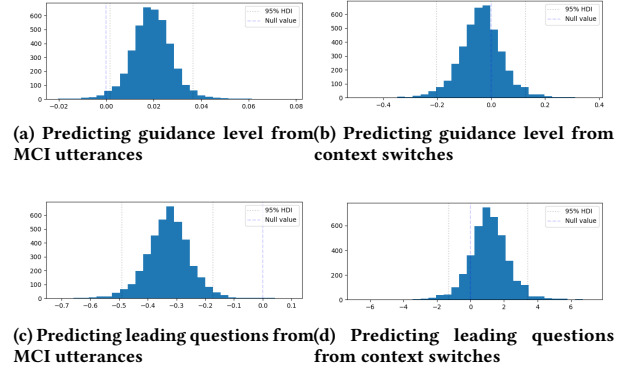 600
500
400
300
200
100
0
−0.02 0.00 0.02 0.04 0.06 0.08
95% HDI
Null value
(a) Predicting guidance level from
MCI utterances
600
500
400
300
200
100
0
−0.4 −0.2 0.0 0.2 0.4
95% HDI
Null value
(b) Predicting guidance level from
context switches
600
500
400
300
200
100
0
−0.7 −0.6 −0.5 −0.4 −0.3 −0.2 −0.1 0.0 0.1
95% HDI
Null value
(c) Predicting leading questions from
MCI utterances
600
400
200
0
−6 −4 −2 0 2 4 6
95% HDI
Null value
(d) Predicting leading questions
from context switches